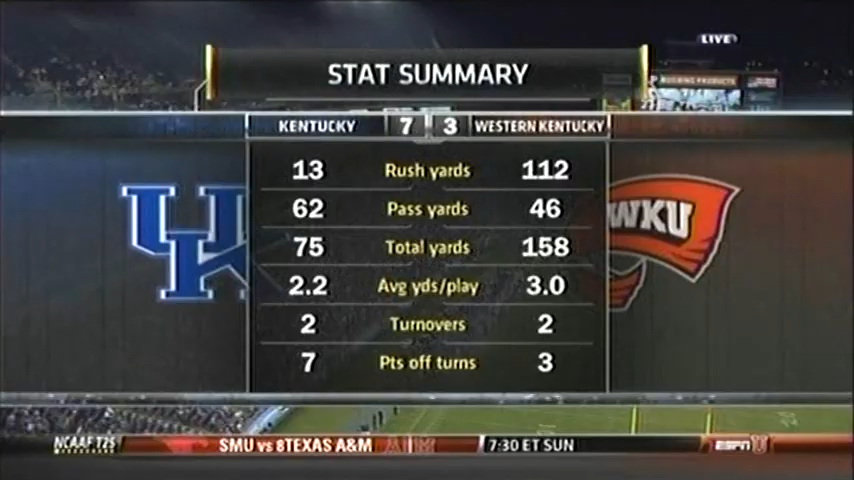 LIVE
STAT SUMMARY
KENTUCKY 7 3 WESTERN KENTUCKY
13 Rush yards 112
62 Pass yards 46
75 Total yards 158
2.2 Avg yds/play 3.0
2 Turnovers 2
7 Pts off turns 3
UK
WKU
NCAAF T25 SMU vs 8TEXAS A&M 7:30 ET SUN ESPNU